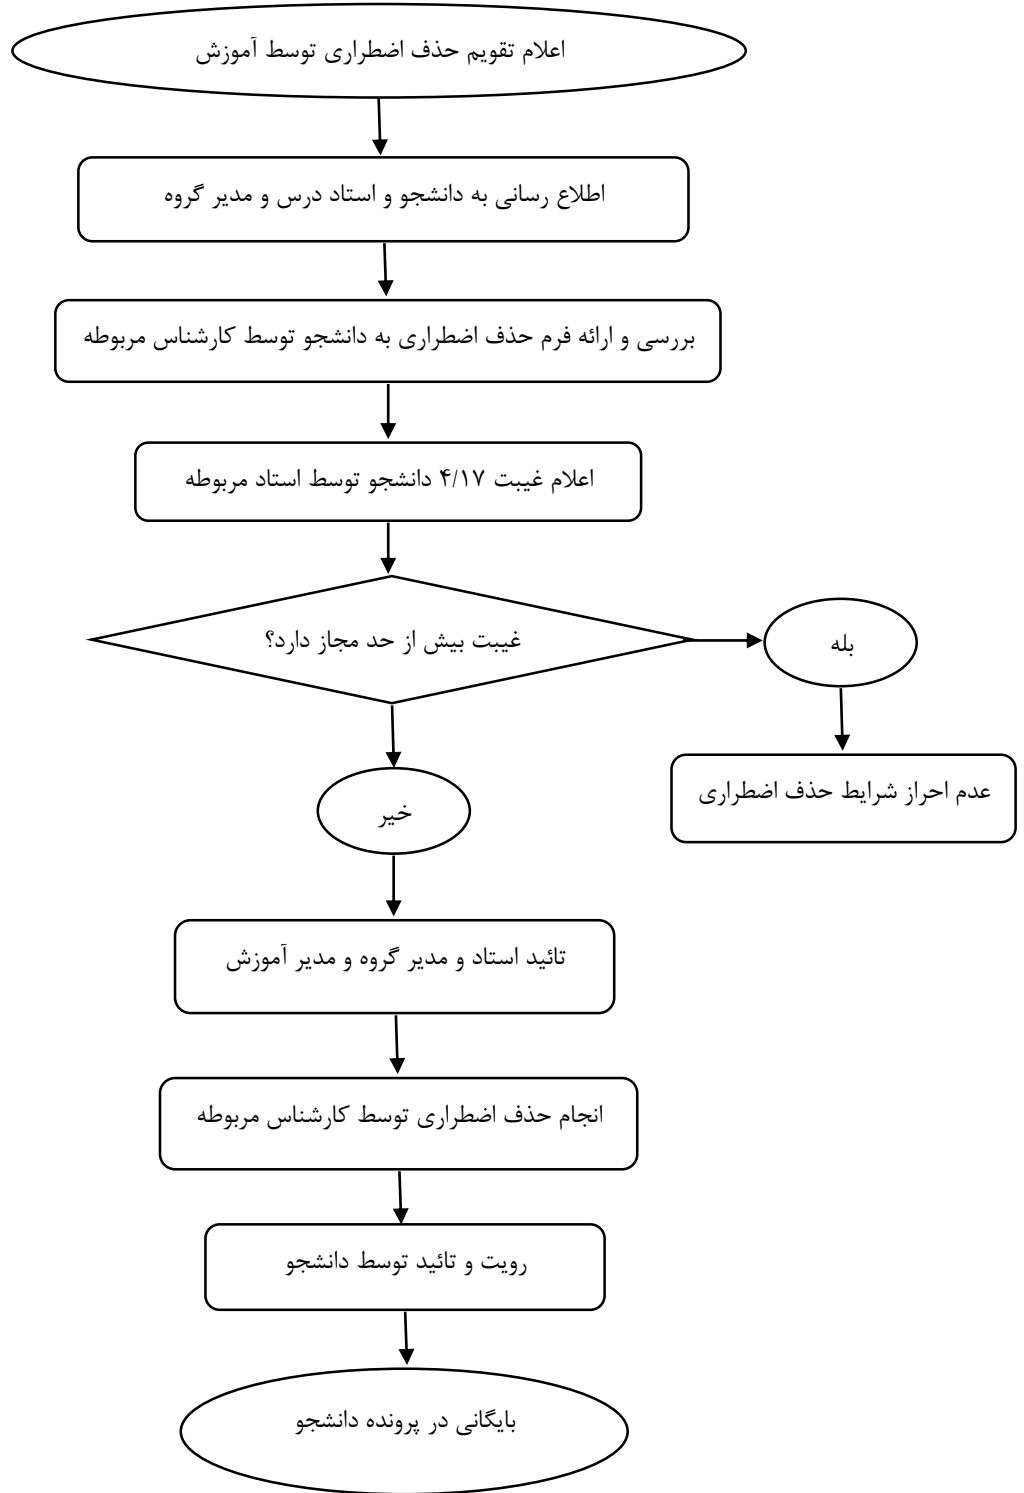 اعلام تقویم حذف اضطراری توسط آموزش
اطلاع رسانی به دانشجو و استاد درس و مدیر گروه
بررسی و ارائه فرم حذف اضطراری به دانشجو توسط کارشناس مربوطه
اعلام غیبت ۴/۱۷ دانشجو توسط استاد مربوطه
غیبت بیش از حد مجاز دارد؟
بله
عدم احراز شرایط حذف اضطراری
خیر
تائید استاد و مدیر گروه و مدیر آموزش
انجام حذف اضطراری توسط کارشناس مربوطه
رویت و تائید توسط دانشجو
بایگانی در پرونده دانشجو